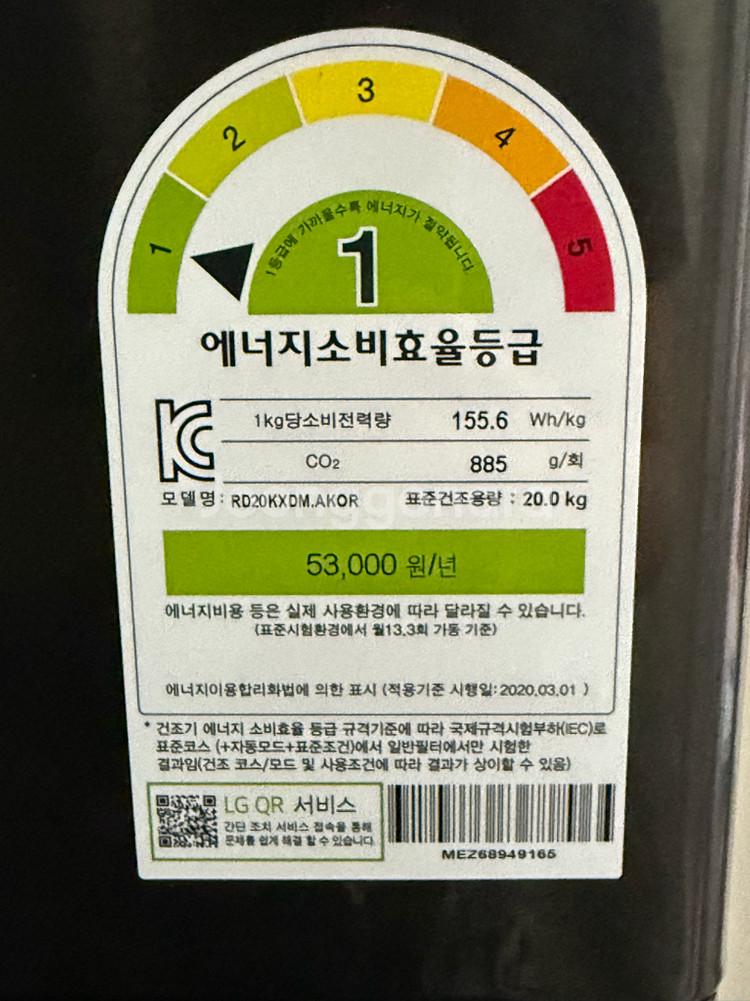 1 2 3 4 5
1등급에 가까울수록 에너지가 절약됩니다.
1
에너지소비효율등급
1kg당소비전력량 155.6 Wh/kg
CO₂ 885 g/회
모델명: RD20KXDM.AKOR 표준건조용량 : 20.0 kg
53,000 원/년
에너지비용 등은 실제 사용환경에 따라 달라질 수 있습니다.
(표준시험환경에서 월13.3회 가동 기준)
에너지이용합리화법에 의한 표시 (적용기준 시행일: 2020.03.01 )
* 건조기 에너지 소비효율 등급 규격기준에 따라 국제규격시험부하(IEC)로
표준코스 (+자동모드+표준조건)에서 일반필터에서만 시험한
결과임(건조 코스/모드 및 사용조건에 따라 결과가 상이할 수 있음)
LG QR 서비스
간단 조치 서비스 접속을 통해
문제를 쉽게 해결 할 수 있습니다.
MEZ68949165